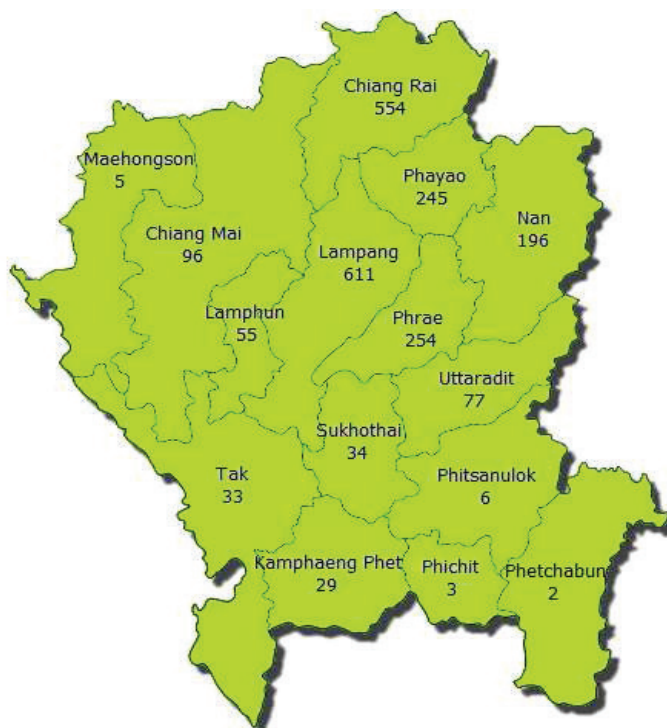 Chiang Rai
554
Maehongson
5
Phayao
245
Nan
196
Chiang Mai
96
Lampang
611
Lamphun
55
Phrae
254
Uttaradit
77
Sukhothai
34
Tak
33
Phitsanulok
6
Kamphaeng Phet
29
Phichit
3
Phetchabun
2